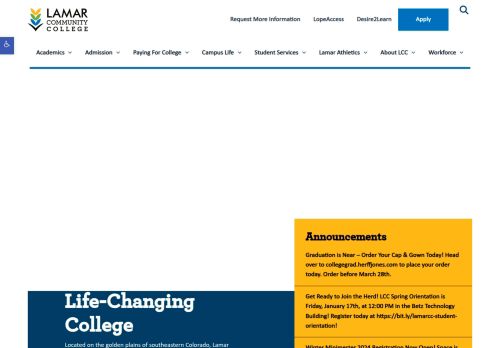 LAMAR
COMMUNITY
COLLEGE
Request More Information
LopeAccess
Desire2Learn
Apply
Academics
Admission
Paying For College
Campus Life
Student Services
Lamar Athletics
About LCC
Workforce
Announcements
Graduation is Near – Order Your Cap & Gown Today! Head
over to collegegrad.herffjones.com to place your order
today. Order before March 28th.
Get Ready to Join the Herd! LCC Spring Orientation is
Friday, January 17th, at 12:00 PM in the Betz Technology
Building! Register today at https://bit.ly/lamarcc-student-
orientation!
Winter Minimester 2024 Registration Now Open! Space is
Life-Changing
College
Located on the golden plains of southeastern Colorado, Lamar